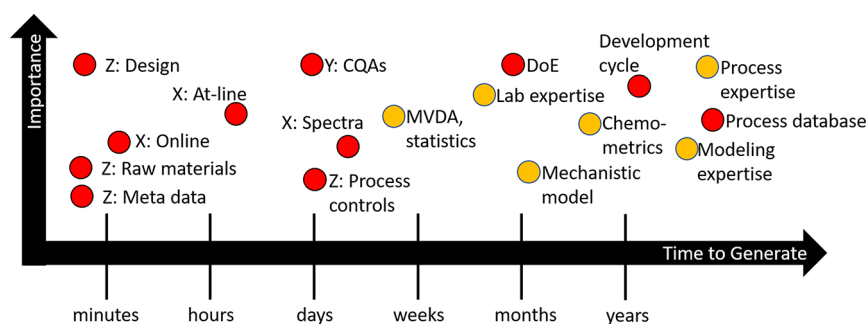 Importance
Z: Design
Y: CQAs
DoE
Development
cycle
Process
expertise
X: At-line
Lab expertise
MVDA,
statistics
X: Spectra
Chemo-
metrics
Process database
X: Online
Modeling
expertise
Z: Raw materials
Z: Process
controls
Mechanistic
model
Z: Meta data
Time to Generate
minutes
hours
days
weeks
months
years